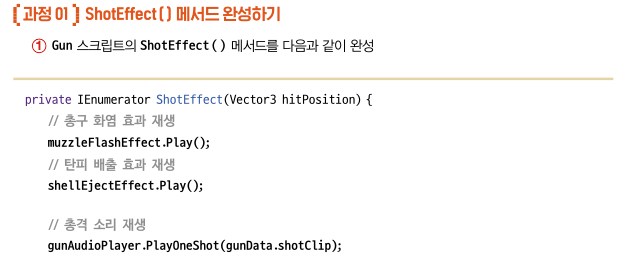 [과정 01] ShotEffect() 메서드 완성하기
① Gun 스크립트의 ShotEffect() 메서드를 다음과 같이 완성
private IEnumerator ShotEffect(Vector3 hitPosition) {
// 총구 화염 효과 재생
muzzleFlashEffect.Play();
// 탄피 배출 효과 재생
shellEjectEffect.Play();
// 총격 소리 재생
gunAudioPlayer.PlayOneShot(gunData.shotClip);